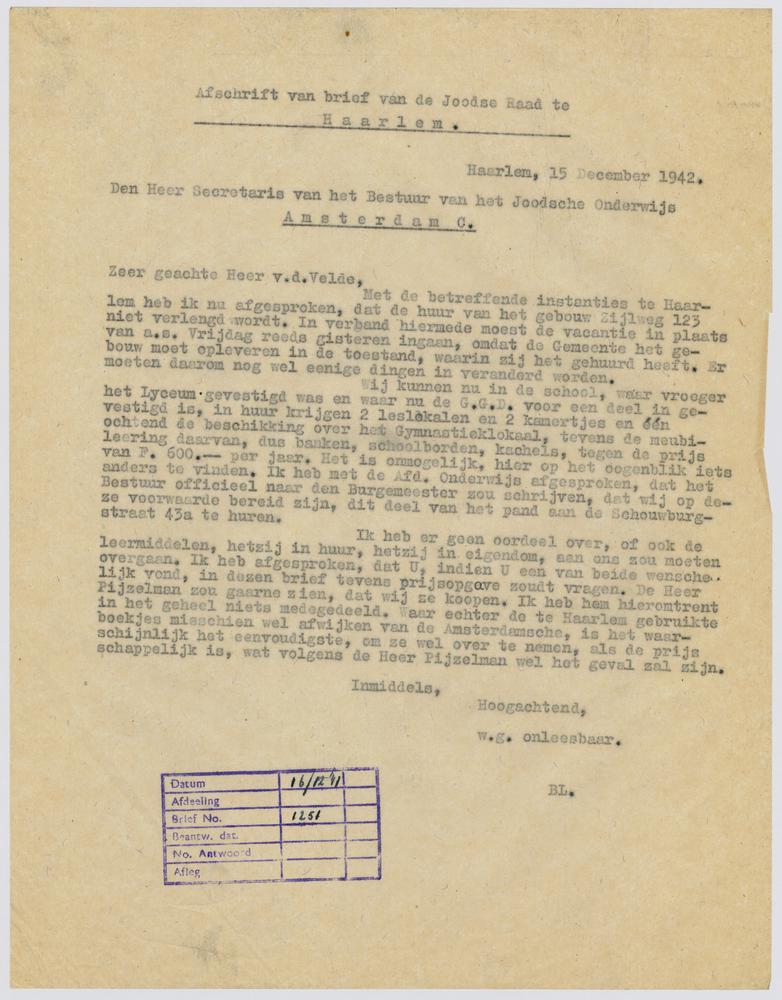 Afschrift van brief van de Joodse Raad te
Haarlem.
Haarlem, 15 December 1942.
Den Heer Secretaris van het Bestuur van het Joodsche Onderwijs
Amsterdam C.
Zeer geachte Heer v.d.Velde,
Met de betreffende instanties te Haar-
lem heb ik nu afgesproken, dat de huur van het gebouw Zijlweg 123
niet verlengd wordt. In verband hiermede moest de vacantie in plaats
van a.s. Vrijdag reeds gisteren ingaan, omdat de Gemeente het ge-
bouw moet opleveren in de toestand, waarin zij het gehuurd heeft. Er
moeten daarom nog wel eenige dingen in veranderd worden.
Wij kunnen nu in de school, waar vroeger
het Lyceum gevestigd was en waar nu de G.G.D. voor een deel in ge-
vestigd is, in huur krijgen 2 leslokalen en 2 kamertjes en één
ochtend de beschikking over het Gymnastieklokaal, tevens de meubi-
leering daarvan, dus banken, schoolborden, kachels, tegen de prijs
van F. 600.-- per jaar. Het is onmogelijk, hier op het oogenblik iets
anders te vinden. Ik heb met de Afd. Onderwijs afgesproken, dat het
Bestuur officieel naar den Burgemeester zou schrijven, dat wij op de-
ze voorwaarde bereid zijn, dit deel van het pand aan de Schouwburg-
straat 43a te huren.
Ik heb er geen oordeel over, of ook de
leermiddelen, hetzij in huur, hetzij in eigendom, aan ons zou moeten
overgaan. Ik heb afgesproken, dat U, indien U een van beide wensche-
lijk vond, in dezen brief tevens prijsopgave zoudt vragen. De Heer
Pijzelman zou gaarne zien, dat wij ze koopen. Ik heb hem hieromtrent
in het geheel niets medegedeeld. Waar echter de te Haarlem gebruikte
boekjes misschien wel afwijken van de Amsterdamsche, is het waar-
schijnlijk het eenvoudigste, om ze wel over te nemen, als de prijs
schappelijk is, wat volgens de Heer Pijzelman wel het geval zal zijn.
Inmiddels,
Hoogachtend,
w.g. onleesbaar.
BL.
Datum 16/12 41
Afdeeling
Brief No. 1251
Beantw. dat.
No. Antwoord
Afleg